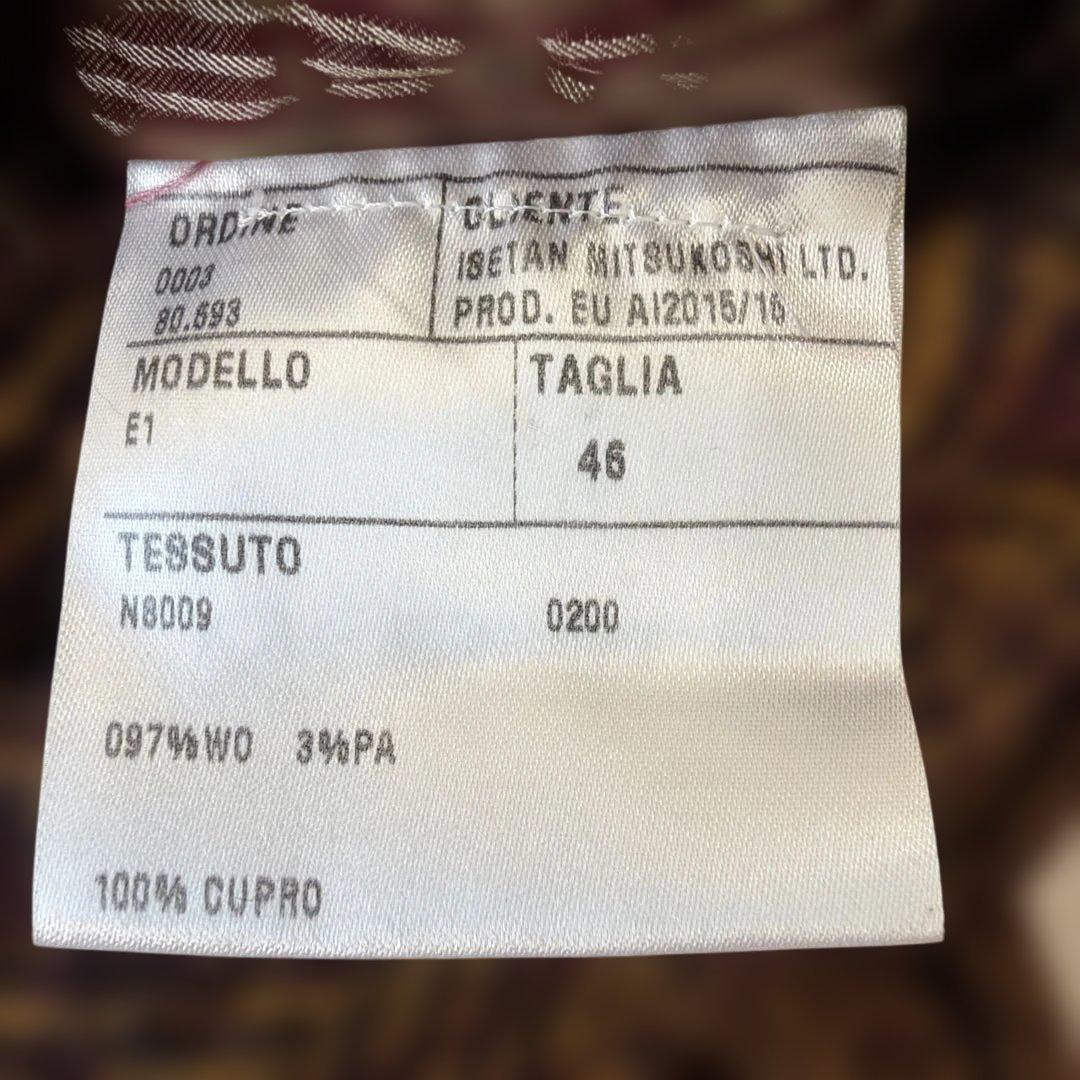 ORDINE
0003
80.693
CLIENTE
ISETAN MITSUKOSHI LTD.
PROD. EU AI2015/16
MODELLO
E1
TAGLIA
46
TESSUTO
N8009 0200
097%WO 3%PA
100% CUPRO